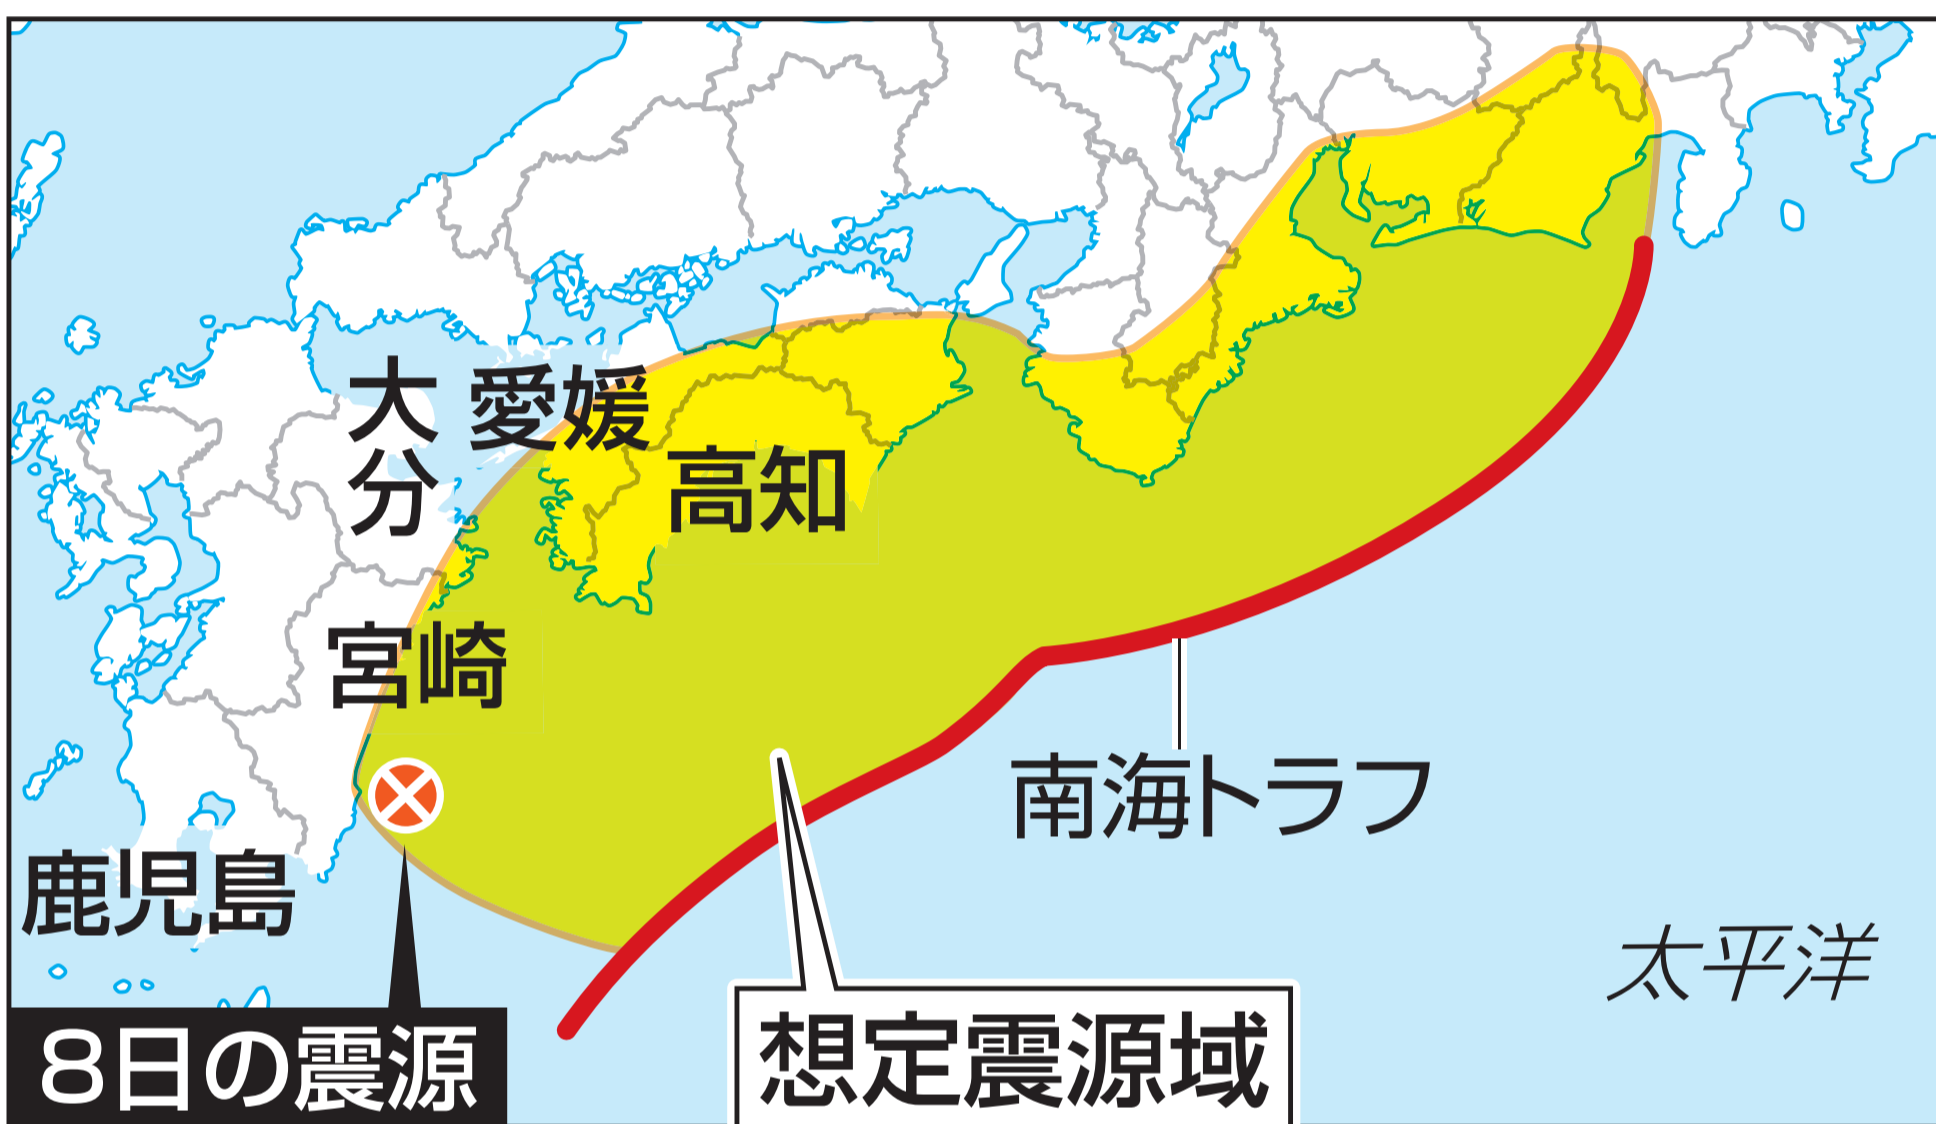 大分
愛媛
高知
宮崎
鹿児島
南海トラフ
太平洋
8日の震源
想定震源域